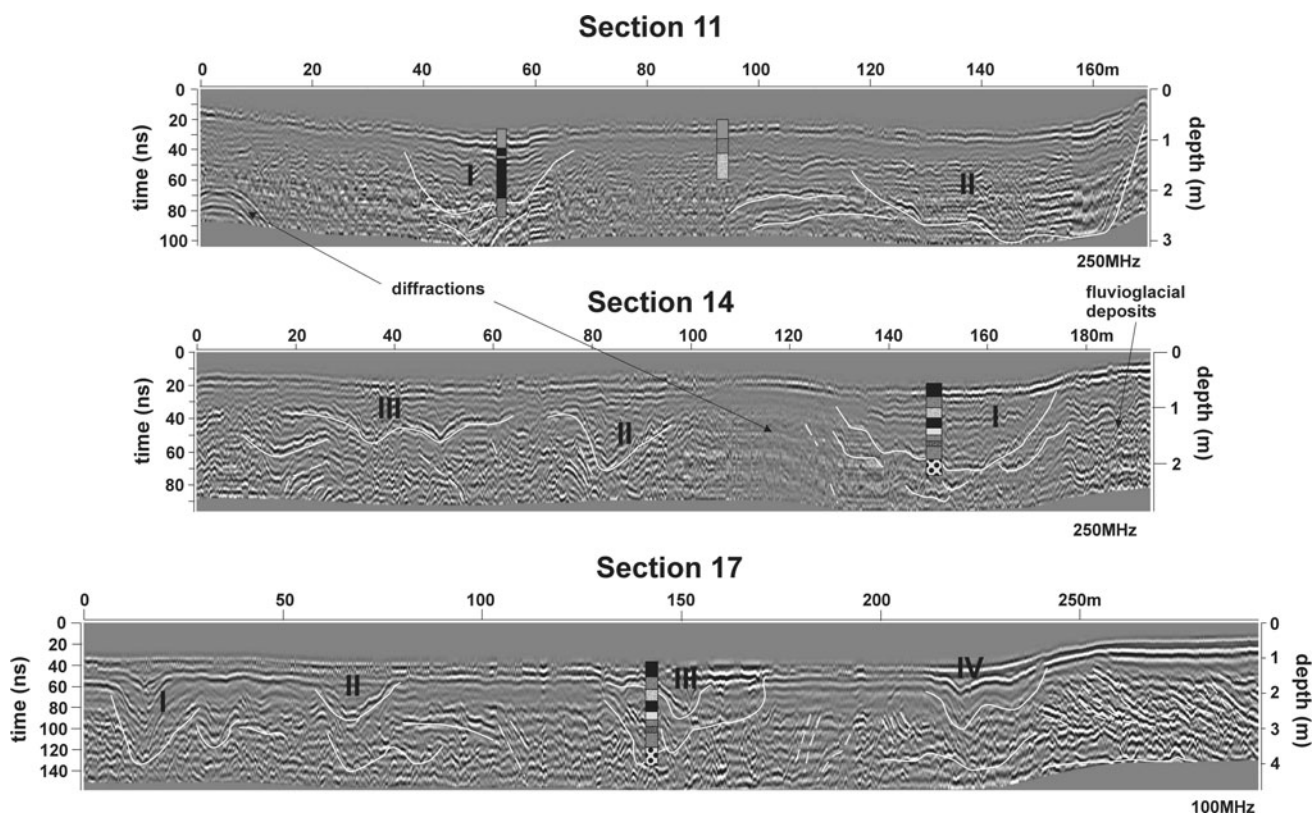 Section 11
0 20 40 60 80 100 120 140 160m
0
20
40
60
80
100
time (ns)
0
1
2
3
depth (m)
I
II
250MHz
diffractions
fluvioglacial
deposits
Section 14
0 20 40 60 80 100 120 140 160 180m
0
20
40
60
80
time (ns)
0
1
2
depth (m)
III
II
I
250MHz
Section 17
0 50 100 150 200 250m
0
20
40
60
80
100
120
140
time (ns)
0
1
2
3
4
depth (m)
I
II
III
IV
100MHz